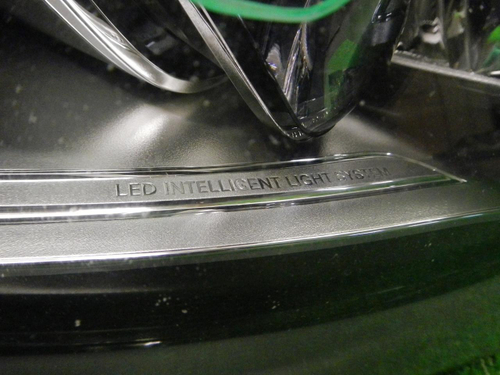 LED INTELLIGENT LIGHT SYSTEM